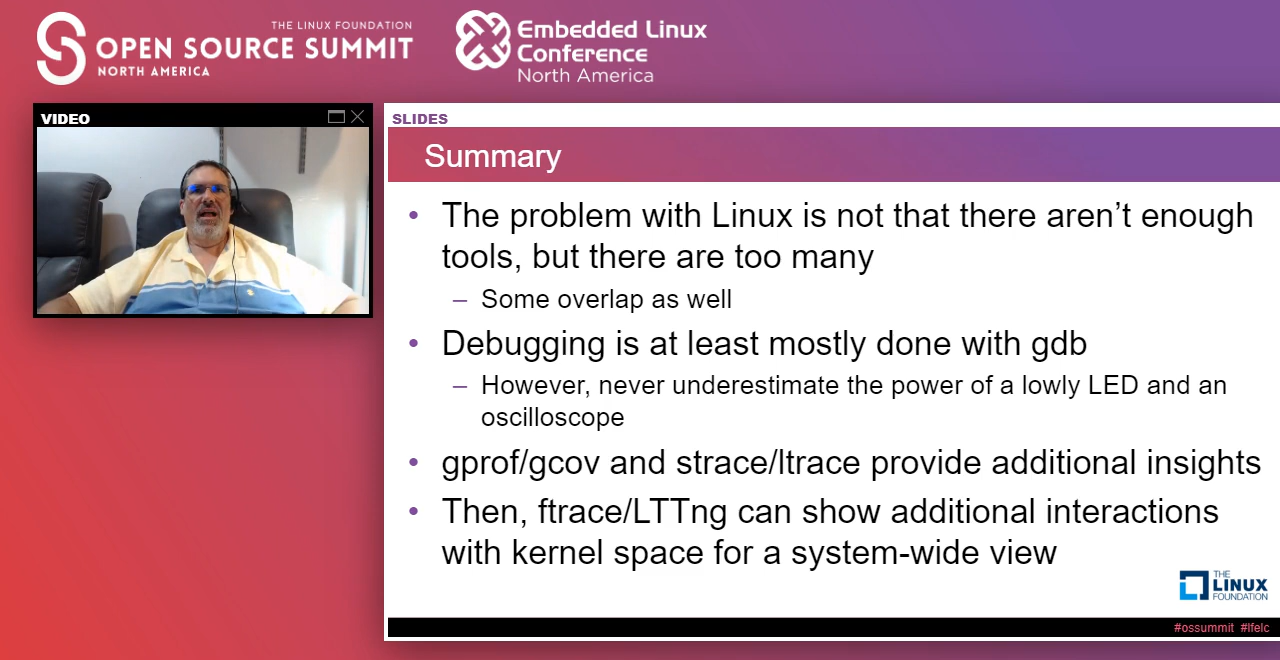 THE LINUX FOUNDATION
OPEN SOURCE SUMMIT
NORTH AMERICA
Embedded Linux
Conference
North America
VIDEO
SLIDES
Summary
• The problem with Linux is not that there aren’t enough
tools, but there are too many
– Some overlap as well
• Debugging is at least mostly done with gdb
– However, never underestimate the power of a lowly LED and an
oscilloscope
• gprof/gcov and strace/ltrace provide additional insights
• Then, ftrace/LTTng can show additional interactions
with kernel space for a system-wide view
THE
LINUX
FOUNDATION
#ossummit #lfelc